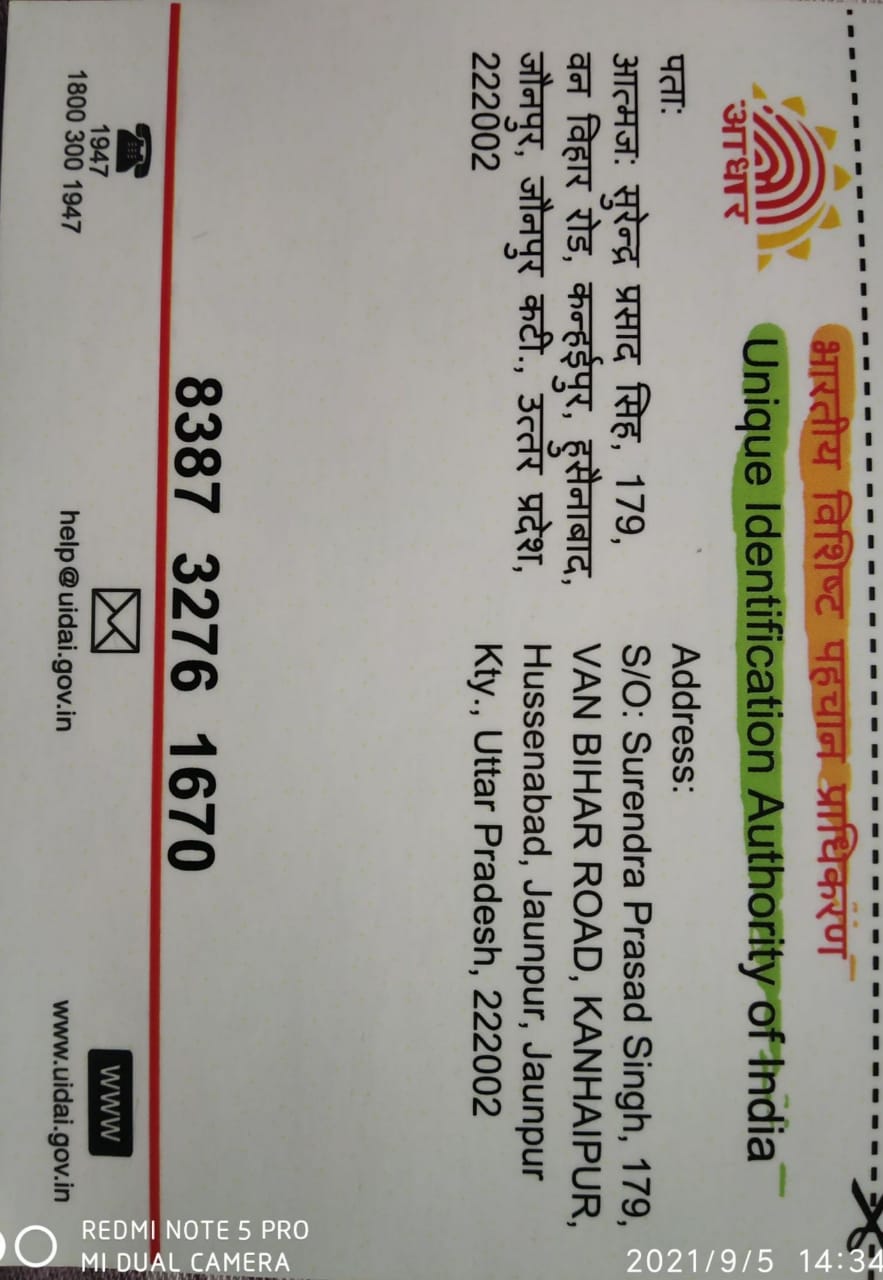 आधार
भारतीय विशिष्ट पहचान प्राधिकरण
Unique Identification Authority of India
पता:
आत्मज: सुरेन्द्र प्रसाद सिंह, 179,
वन विहार रोड, कन्हईपुर, हुसैनाबाद,
जौनपुर, जौनपुर कटी., उत्तर प्रदेश,
222002
Address:
S/O: Surendra Prasad Singh, 179,
VAN BIHAR ROAD, KANHAIPUR,
Hussenabad, Jaunpur, Jaunpur
Kty., Uttar Pradesh, 222002
8387 3276 1670
1947
1800 300 1947
help@uidai.gov.in
WWW
www.uidai.gov.in
REDMI NOTE 5 PRO
MI DUAL CAMERA
2021/9/5 14:34